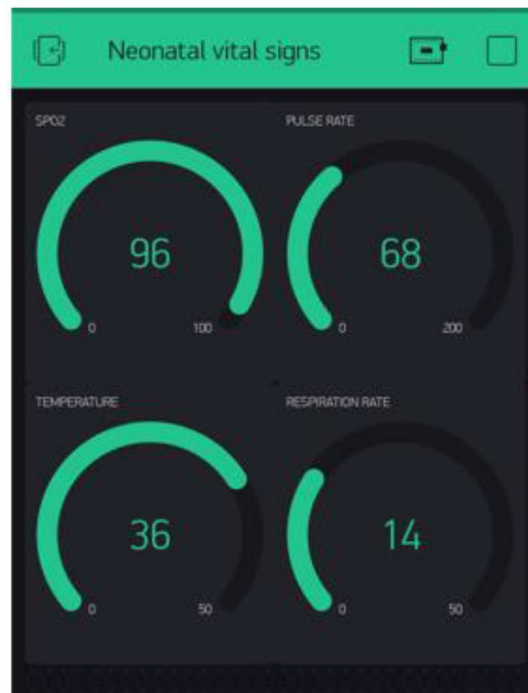 Neonatal vital signs
SPO2
PULSE RATE
96
68
0
100
0
200
TEMPERATURE
RESPIRATION RATE
36
14
0
50
0
50